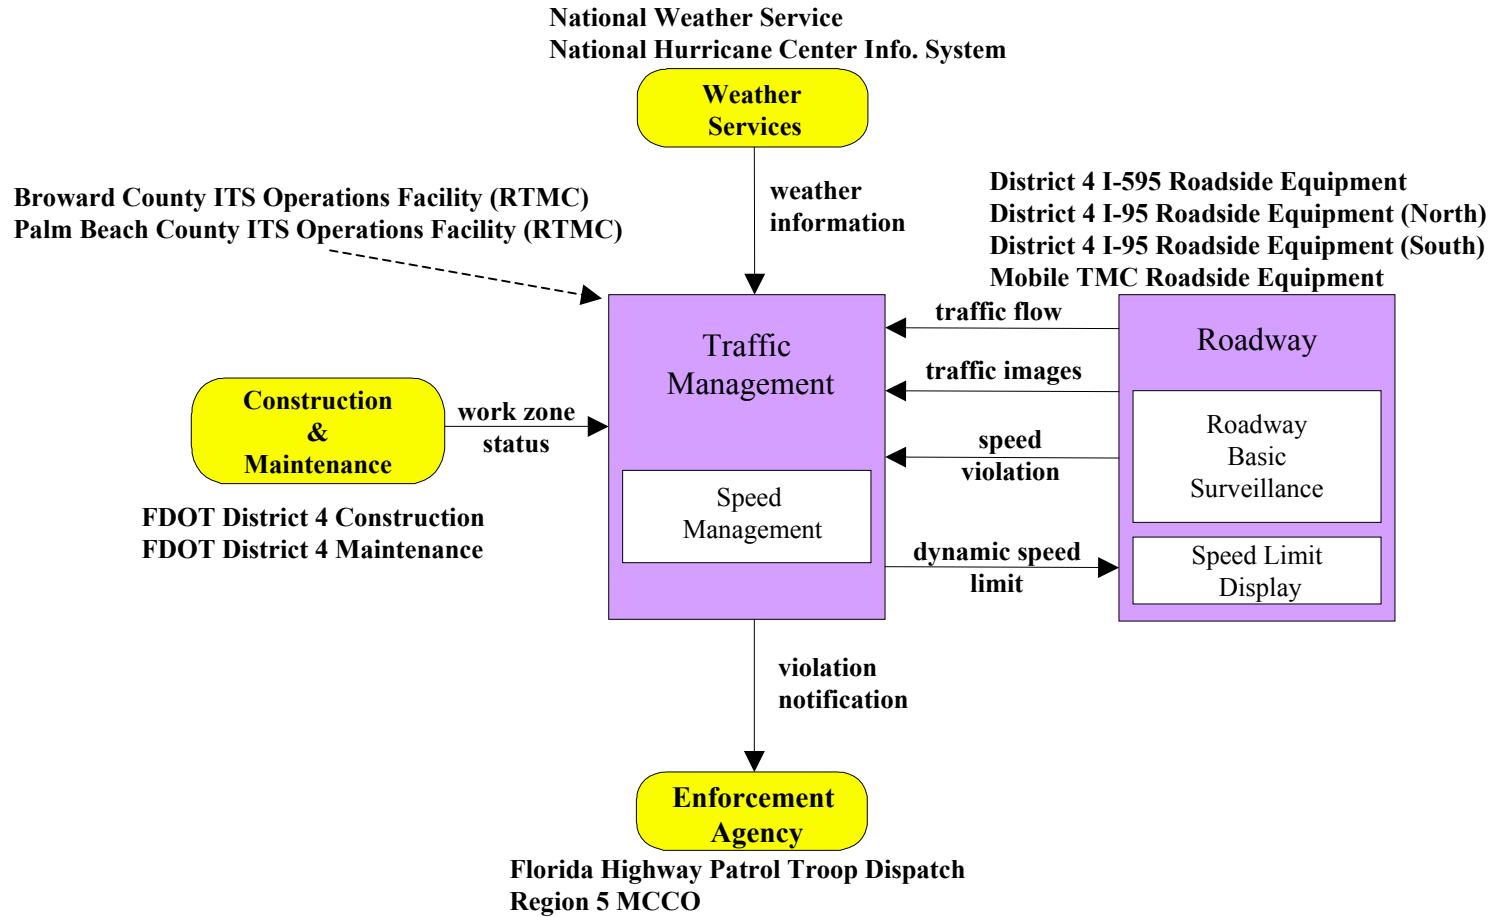 National Weather Service
National Hurricane Center Info. System
Weather
Services
weather
information
Broward County ITS Operations Facility (RTMC)
Palm Beach County ITS Operations Facility (RTMC)
District 4 I-595 Roadside Equipment
District 4 I-95 Roadside Equipment (North)
District 4 I-95 Roadside Equipment (South)
Mobile TMC Roadside Equipment
Traffic
Management
Speed
Management
traffic flow
traffic images
speed
violation
dynamic speed
limit
Roadway
Roadway
Basic
Surveillance
Speed Limit
Display
Construction
&
Maintenance
work zone
status
FDOT District 4 Construction
FDOT District 4 Maintenance
violation
notification
Enforcement
Agency
Florida Highway Patrol Troop Dispatch
Region 5 MCCO